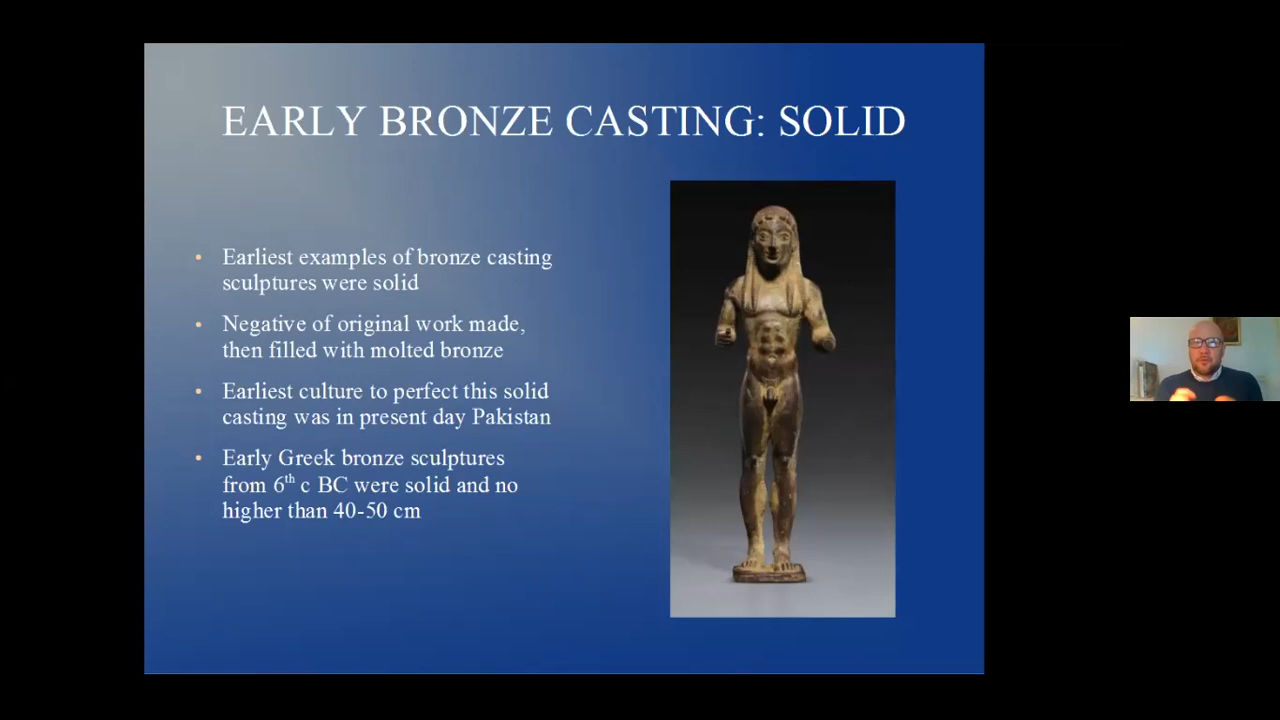 EARLY BRONZE CASTING: SOLID
• Earliest examples of bronze casting
sculptures were solid
• Negative of original work made,
then filled with molted bronze
• Earliest culture to perfect this solid
casting was in present day Pakistan
• Early Greek bronze sculptures
from 6th c BC were solid and no
higher than 40-50 cm